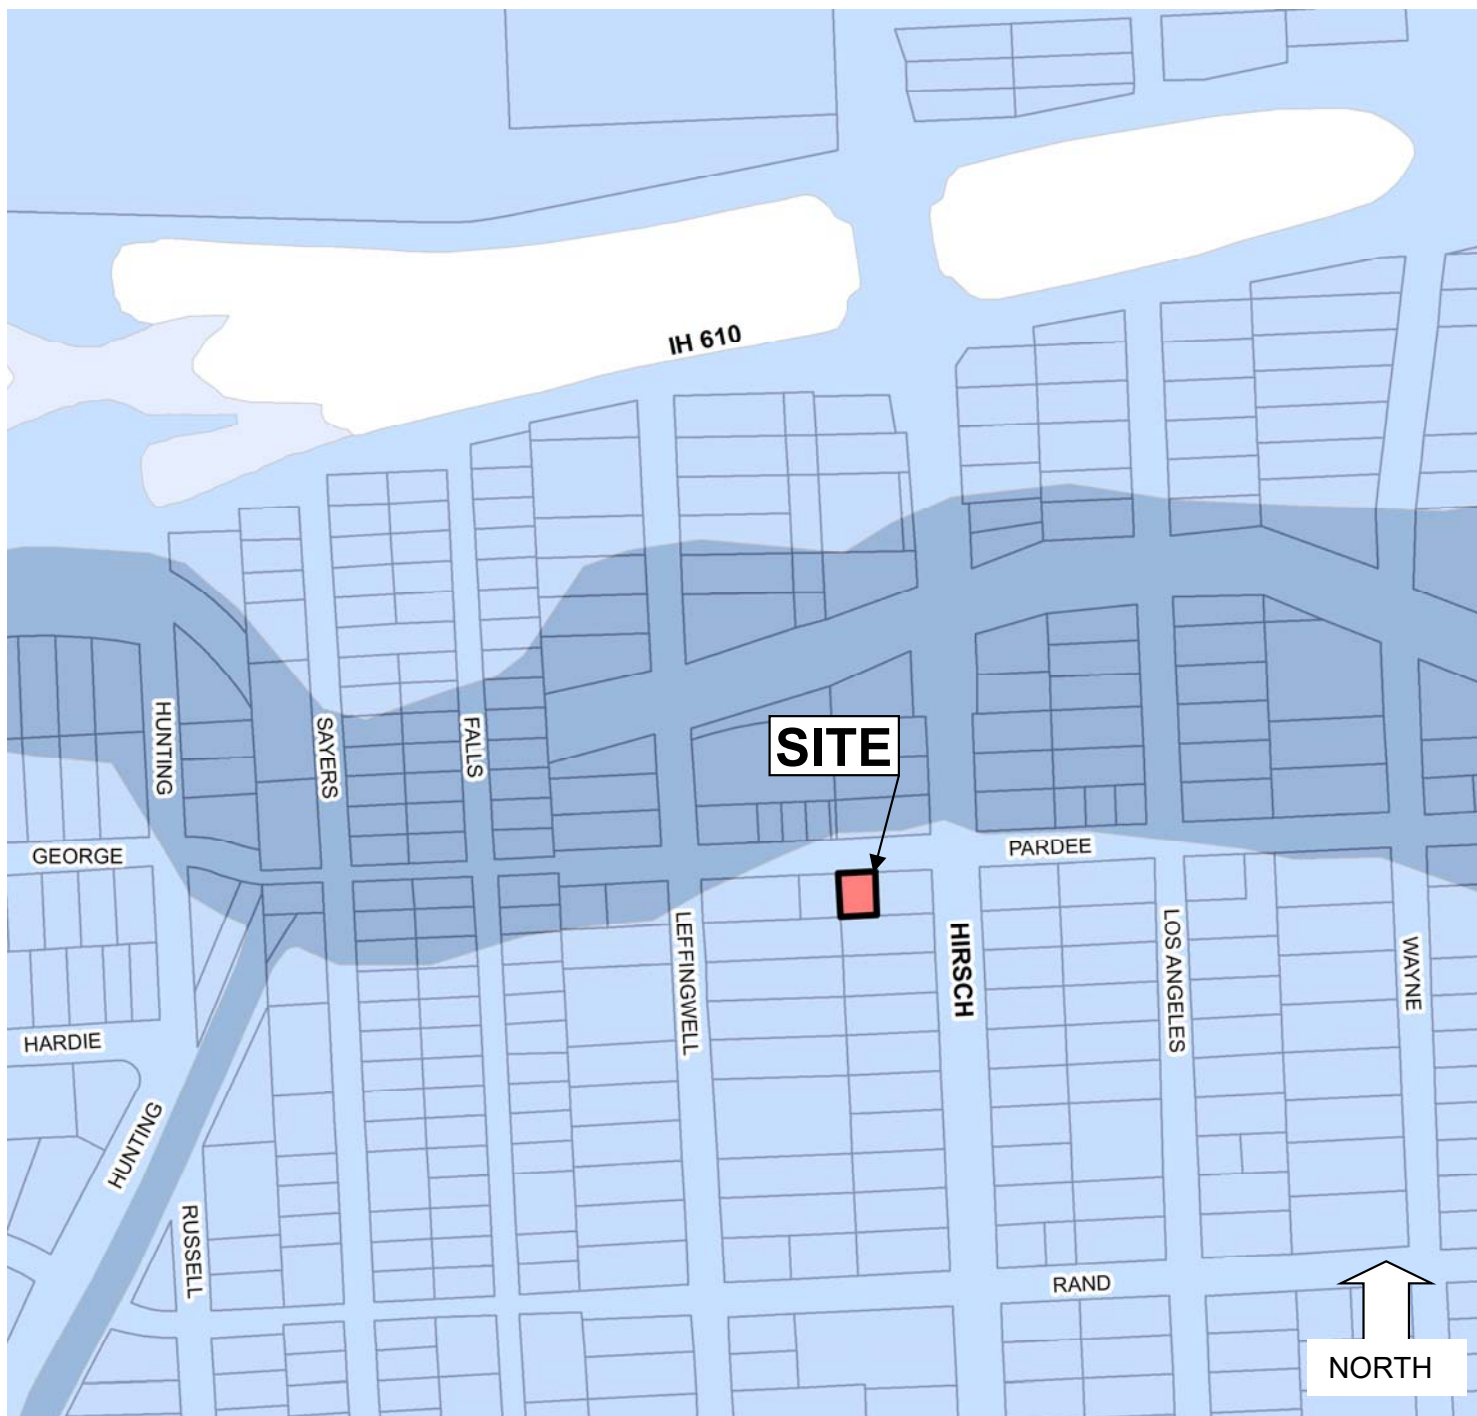 IH 610
HUNTING
SAYERS
FALLS
SITE
GEORGE
PARDEE
LEFFINGWELL
HIRSCH
LOS ANGELES
WAYNE
HARDIE
HUNTING
RUSSELL
RAND
NORTH